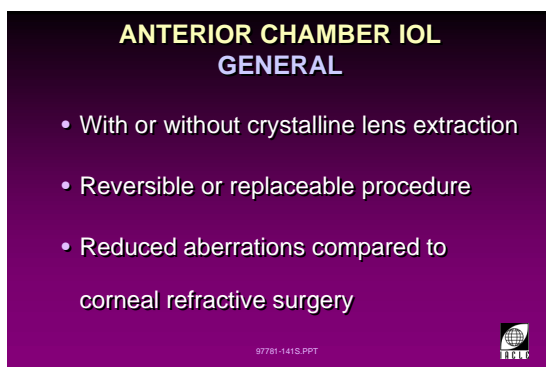 ANTERIOR CHAMBER IOL
GENERAL
• With or without crystalline lens extraction
• Reversible or replaceable procedure
• Reduced aberrations compared to
corneal refractive surgery
97781-141S.PPT
IACLE